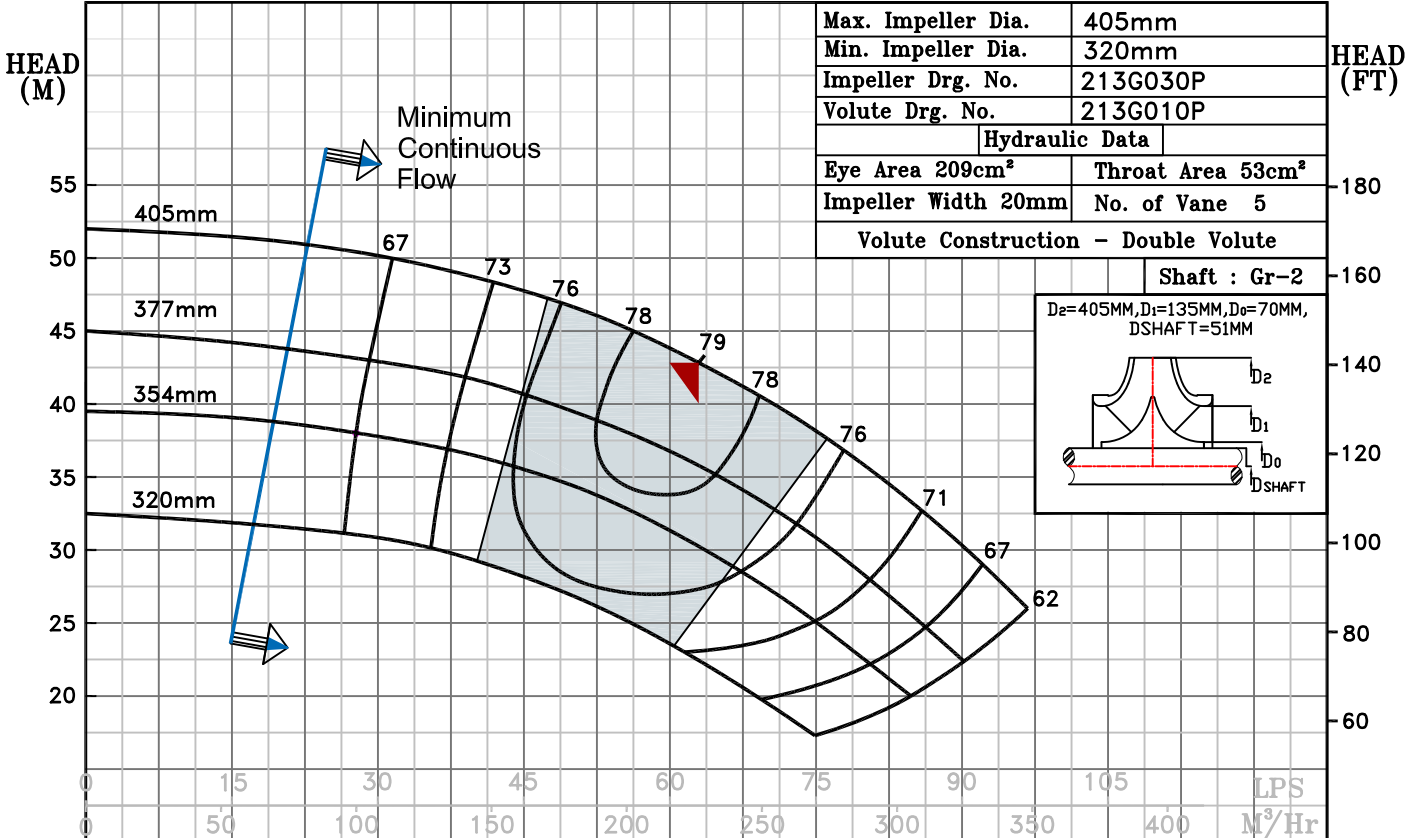 Max. Impeller Dia. 405mm
Min. Impeller Dia. 320mm
Impeller Drg. No. 213G030P
Volute Drg. No. 213G010P
Hydraulic Data
Eye Area 209cm² Throat Area 53cm²
Impeller Width 20mm No. of Vane 5
Volute Construction - Double Volute
Shaft : Gr-2
D2=405MM,D1=135MM,D0=70MM,
DSHAFT=51MM
D2
D1
D0
DSHAFT
HEAD
(M)
HEAD
(FT)
Minimum
Continuous
Flow
55
50
45
40
35
30
25
20
180
160
140
120
100
80
60
405mm
377mm
354mm
320mm
67
73
76
78
79
78
76
71
67
62
0 15 30 45 60 75 90 105 LPS
0 50 100 150 200 250 300 350 400 M³/Hr